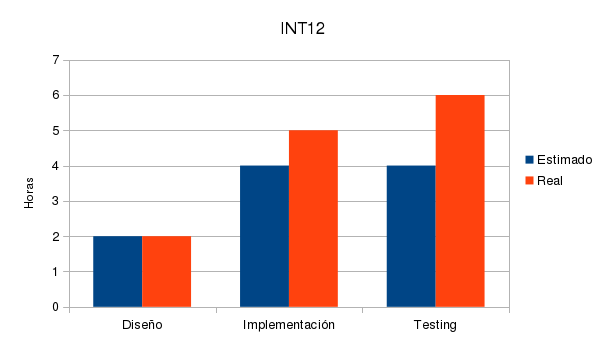 INT12
7
6
5
4
3
2
1
0
Horas
Diseño
Implementación
Testing
Estimado
Real